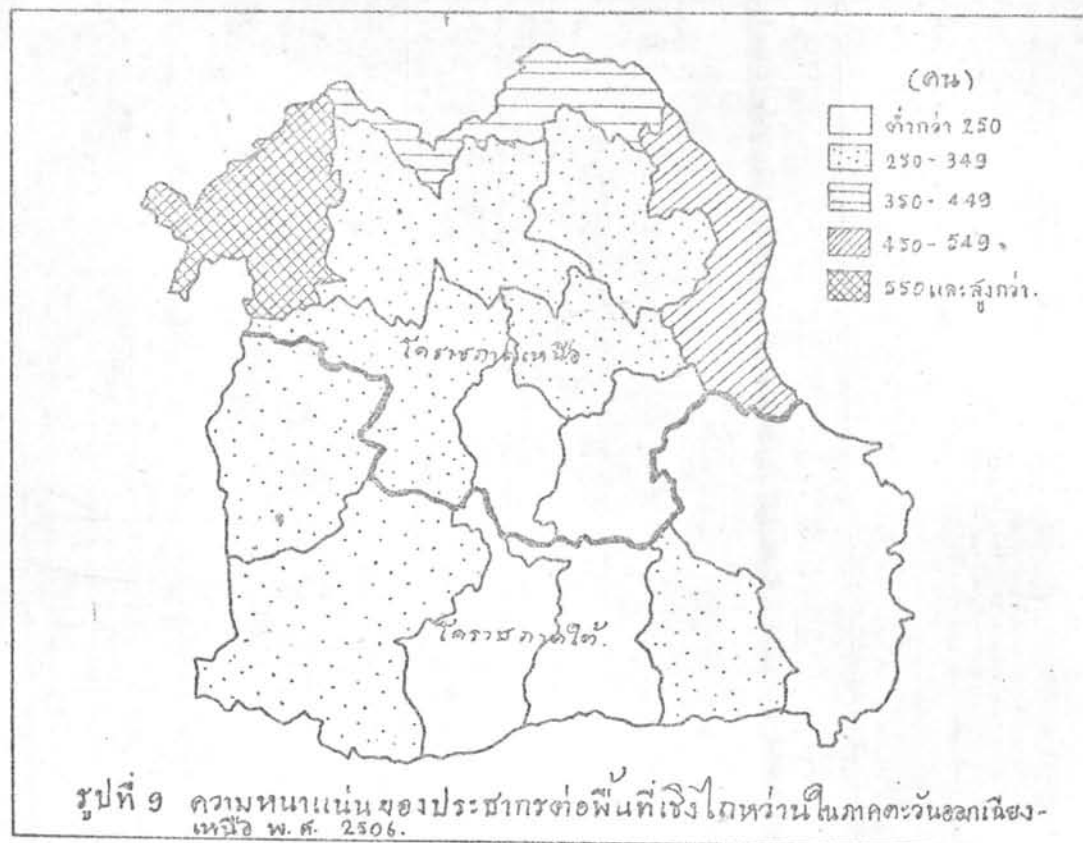 (คน)
ต่ำกว่า 250
250-349
350-449
450-549
550 และสูงกว่า.
โคราชภาคเหนือ
โคราชภาคใต้
รูปที่ 9 ความหนาแน่นของประชากรต่อพื้นที่เชิงไถหว่านในภาคตะวันออกเฉียง-
เหนือ พ.ศ. 2506.